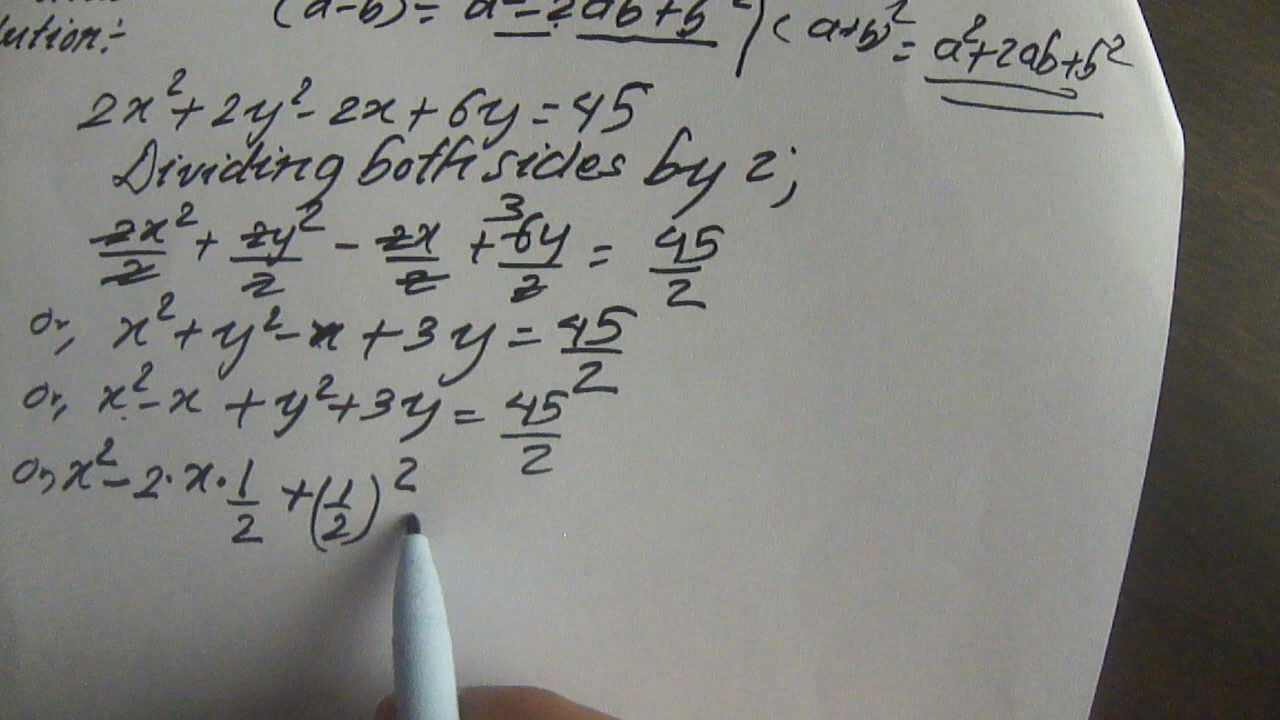 (a-b)² = a² - 2ab + b² / (a+b)² = a² + 2ab + b²
lution:-
2x² + 2y² - 2x + 6y = 45
Dividing both sides by 2;
2x²/2 + 2y²/2 - 2x/2 + 3 6y/2 = 45/2
Or, x² + y² - x + 3y = 45/2
Or, x² - x + y² + 3y = 45/2
Or, x² - 2·x·1/2 + (1/2)²